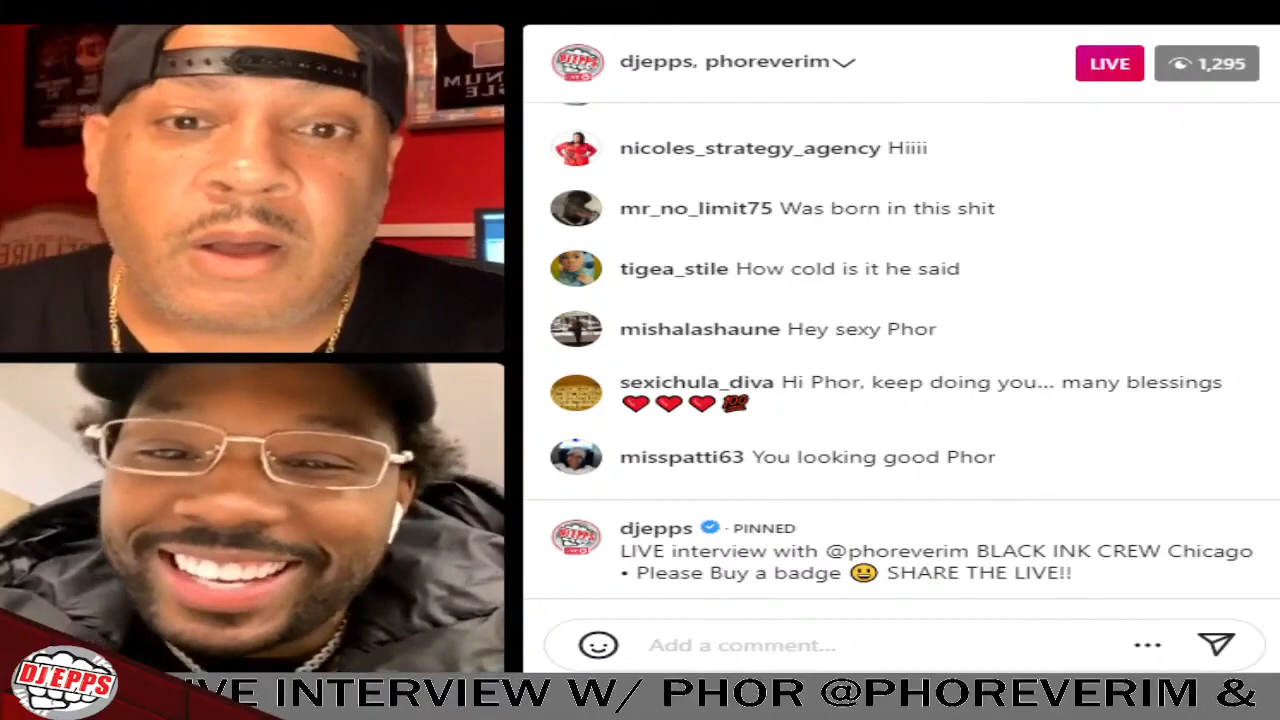 djepps, phoreverim
LIVE
1,295
nicoles_strategy_agency Hiiii
mr_no_limit75 Was born in this shit
tigea_stile How cold is it he said
mishalashaune Hey sexy Phor
sexichula_diva Hi Phor, keep doing you... many blessings
❤️ ❤️ ❤️ 💯
misspatti63 You looking good Phor
djepps · PINNED
LIVE interview with @phoreverim BLACK INK CREW Chicago
• Please Buy a badge 😀 SHARE THE LIVE!!
Add a comment...
DJ EPPS
IVE INTERVIEW W/ PHOR @PHOREVERIM &